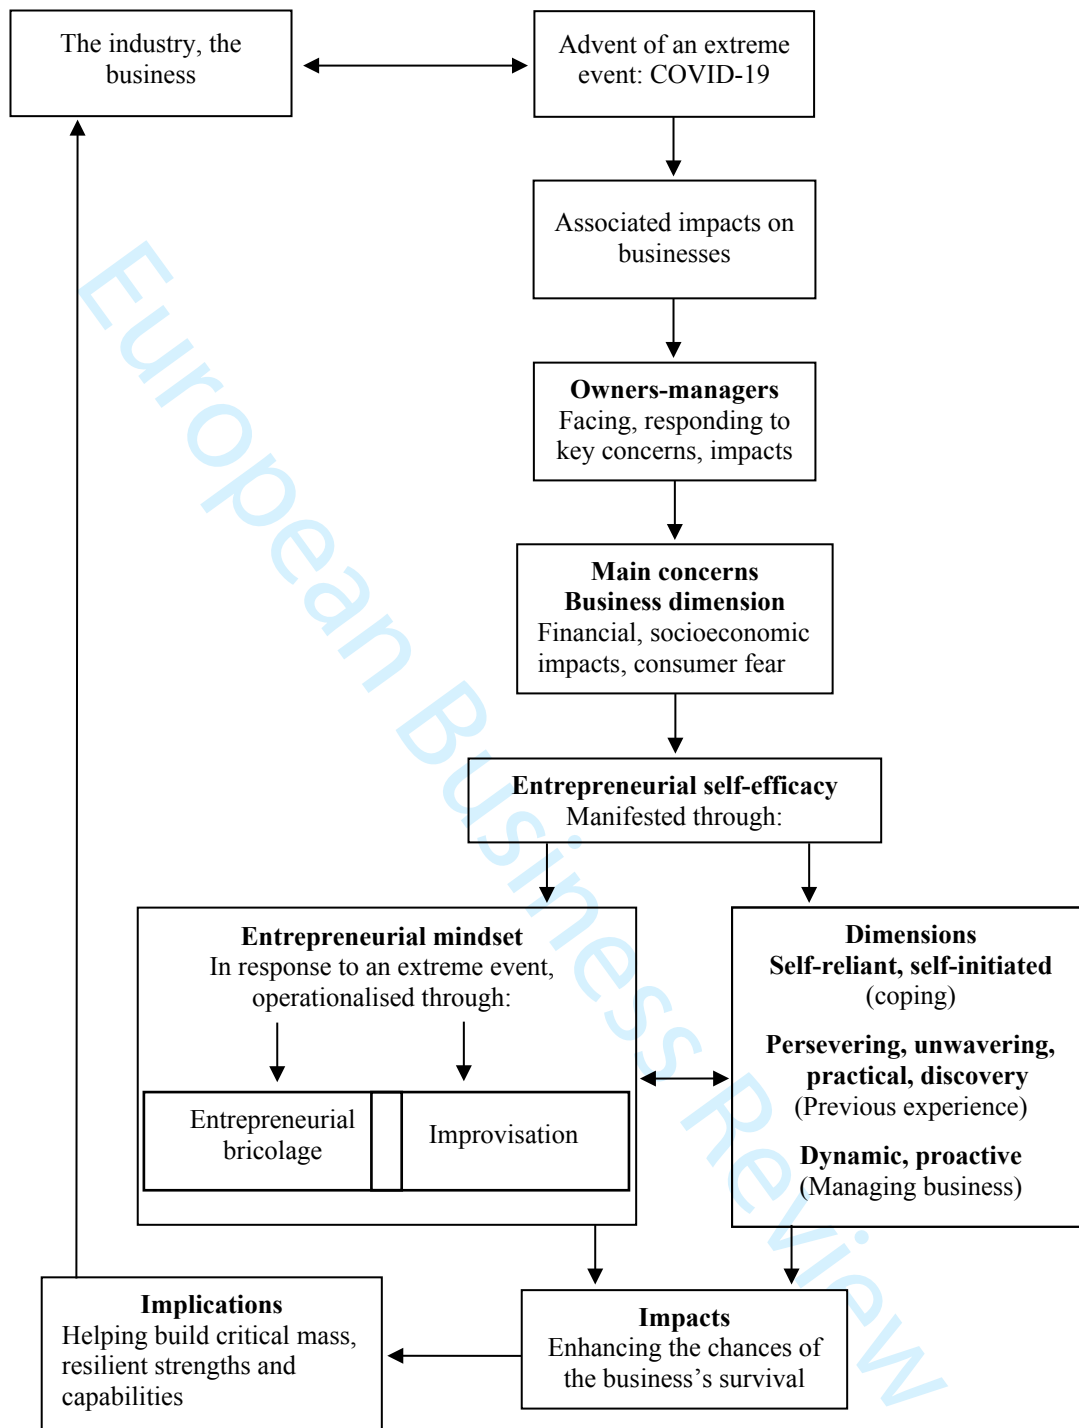 The industry, the
business
Advent of an extreme
event: COVID-19
Associated impacts on
businesses
Owners-managers
Facing, responding to
key concerns, impacts
Main concerns
Business dimension
Financial, socioeconomic
impacts, consumer fear
Entrepreneurial self-efficacy
Manifested through:
Entrepreneurial mindset
In response to an extreme event,
operationalised through:
Entrepreneurial
bricolage
Improvisation
Dimensions
Self-reliant, self-initiated
(coping)
Persevering, unwavering,
practical, discovery
(Previous experience)
Dynamic, proactive
(Managing business)
Implications
Helping build critical mass,
resilient strengths and
capabilities
Impacts
Enhancing the chances of
the business’s survival
European Business Review